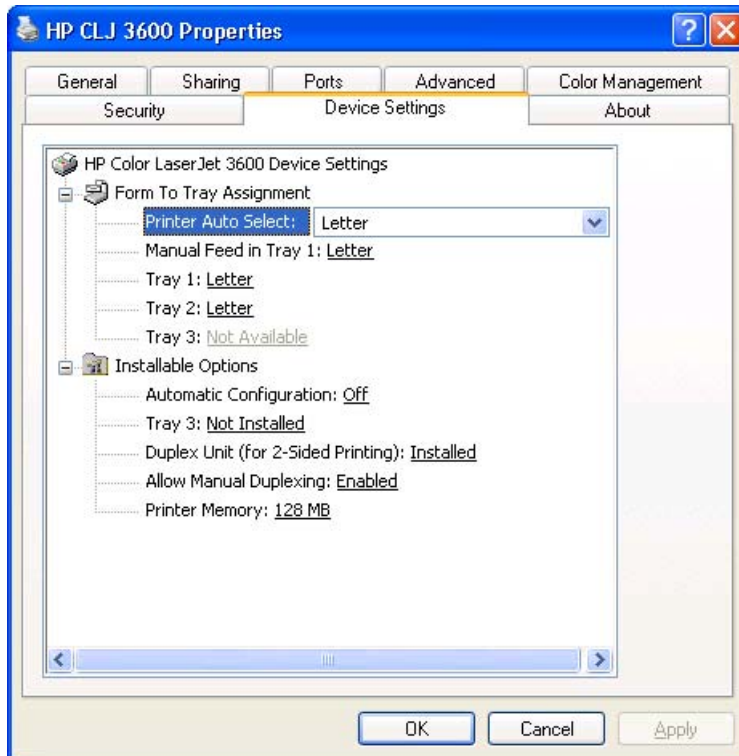 HP CLJ 3600 Properties
General Sharing Ports Advanced Color Management
Security Device Settings About
HP Color LaserJet 3600 Device Settings
Form To Tray Assignment
Printer Auto Select: Letter
Manual Feed in Tray 1: Letter
Tray 1: Letter
Tray 2: Letter
Tray 3: Not Available
Installable Options
Automatic Configuration: Off
Tray 3: Not Installed
Duplex Unit (for 2-Sided Printing): Installed
Allow Manual Duplexing: Enabled
Printer Memory: 128 MB
OK Cancel Apply